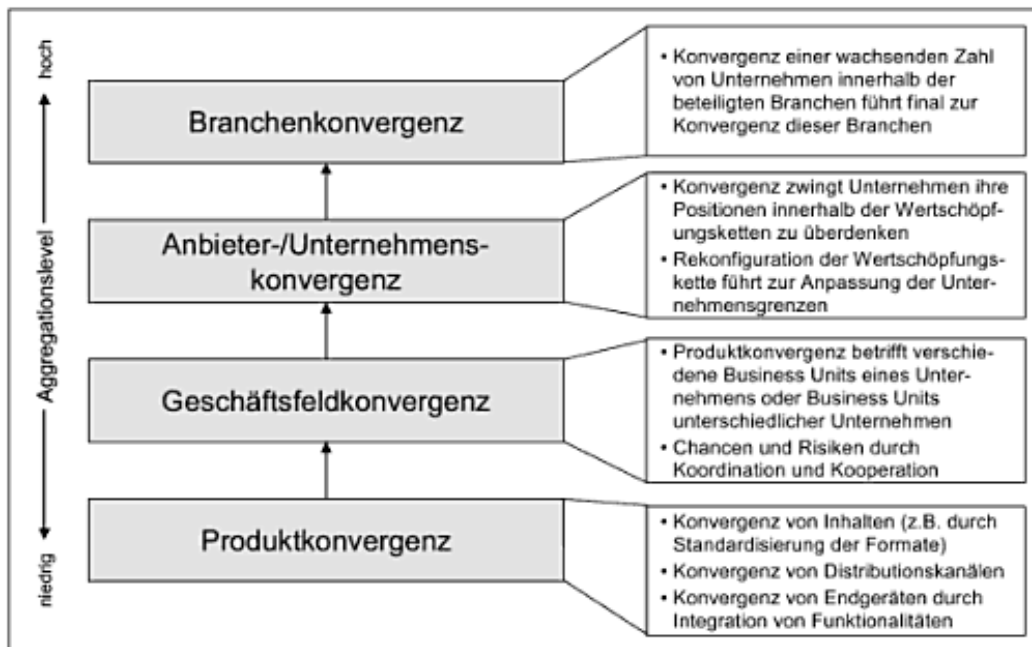 hoch
Aggregationslevel
niedrig
Branchenkonvergenz
• Konvergenz einer wachsenden Zahl
von Unternehmen innerhalb der
beteiligten Branchen führt final zur
Konvergenz dieser Branchen
Anbieter-/Unternehmens-
konvergenz
• Konvergenz zwingt Unternehmen ihre
Positionen innerhalb der Wertschöpf-
ungsketten zu überdenken
• Rekonfiguration der Wertschöpfungs-
kette führt zur Anpassung der Unter-
nehmensgrenzen
Geschäftsfeldkonvergenz
• Produktkonvergenz betrifft verschie-
dene Business Units eines Unter-
nehmens oder Business Units
unterschiedlicher Unternehmen
• Chancen und Risiken durch
Koordination und Kooperation
Produktkonvergenz
• Konvergenz von Inhalten (z.B. durch
Standardisierung der Formate)
• Konvergenz von Distributionskanälen
• Konvergenz von Endgeräten durch
Integration von Funktionalitäten